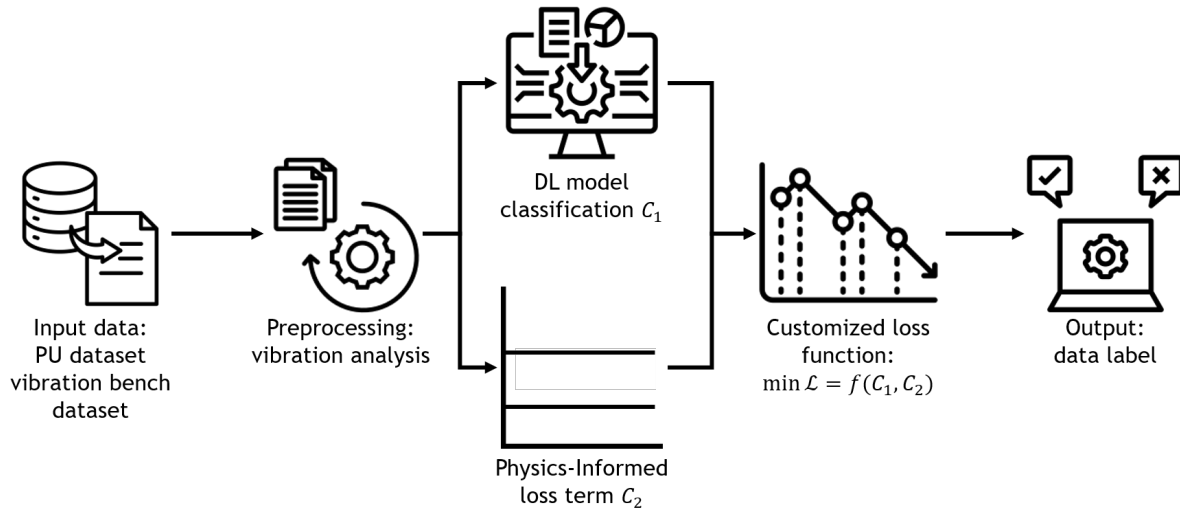 Input data:
PU dataset
vibration bench
dataset
Preprocessing:
vibration analysis
DL model
classification C₁
Physics-Informed
loss term C₂
Customized loss
function:
min ℒ = f(C₁, C₂)
Output:
data label